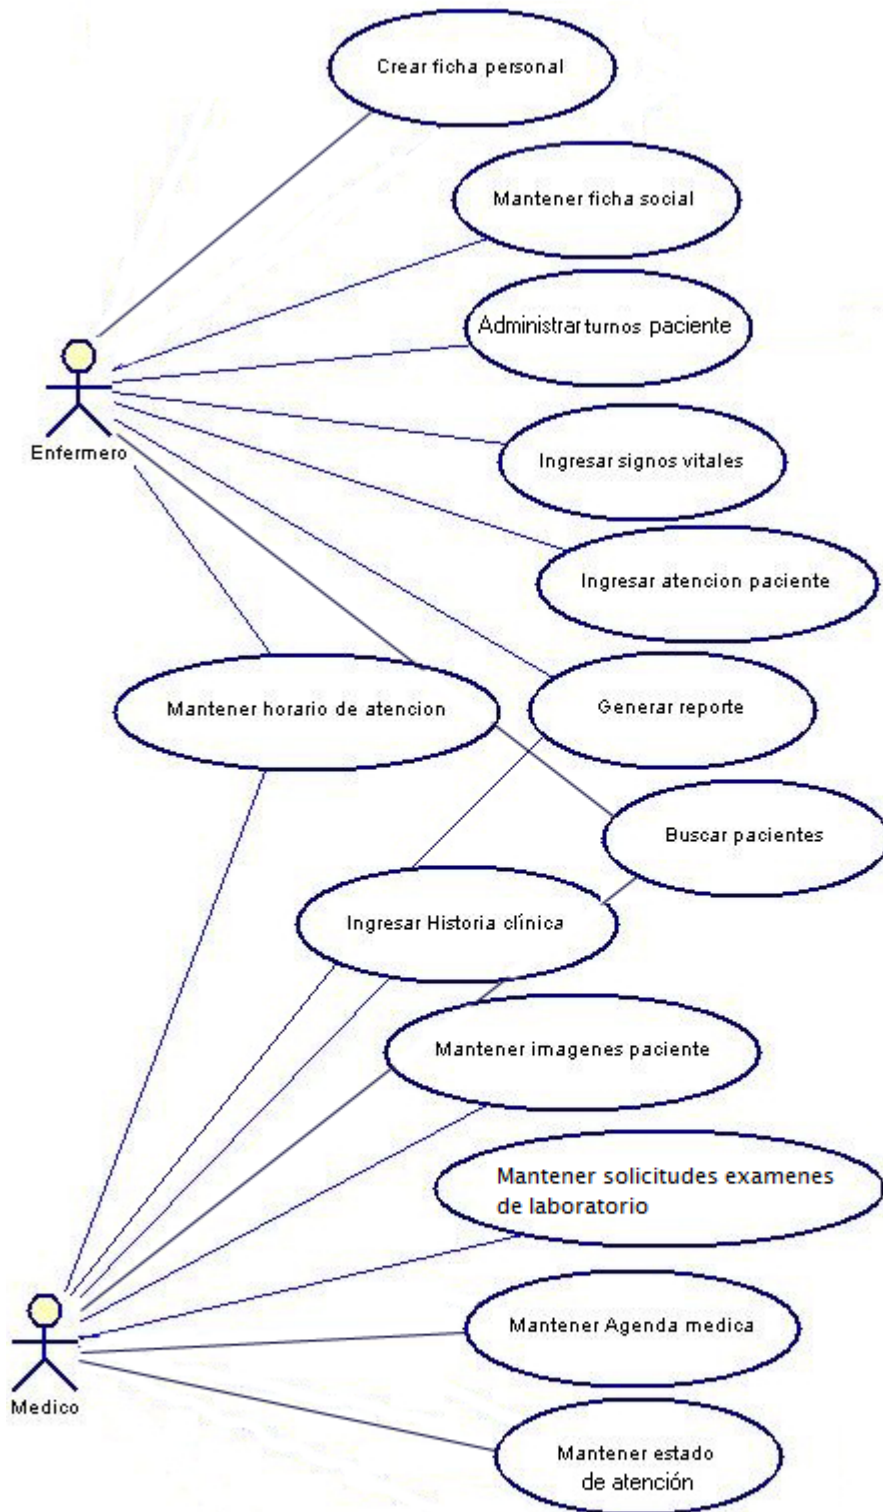 Crear ficha personal
Mantener ficha social
Administrar turnos paciente
Enfermero
Ingresar signos vitales
Ingresar atencion paciente
Mantener horario de atencion
Generar reporte
Buscar pacientes
Ingresar Historia clínica
Mantener imagenes paciente
Mantener solicitudes examenes
de laboratorio
Mantener Agenda medica
Medico
Mantener estado
de atención